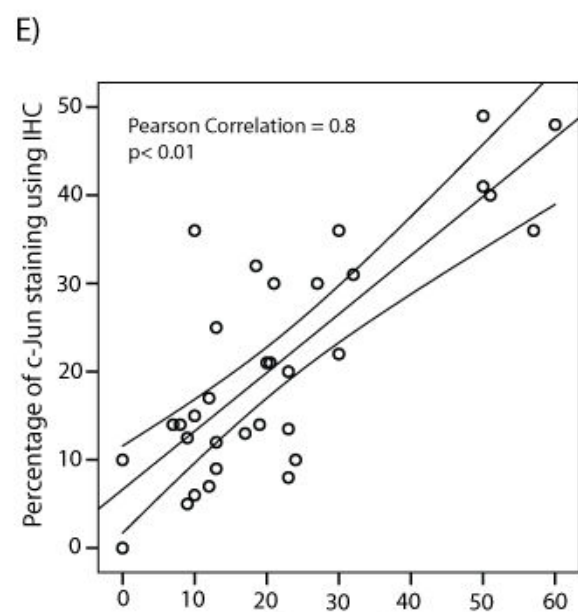 E)
Pearson Correlation = 0.8
p< 0.01
Percentage of c-Jun staining using IHC
50
40
30
20
10
0
0 10 20 30 40 50 60